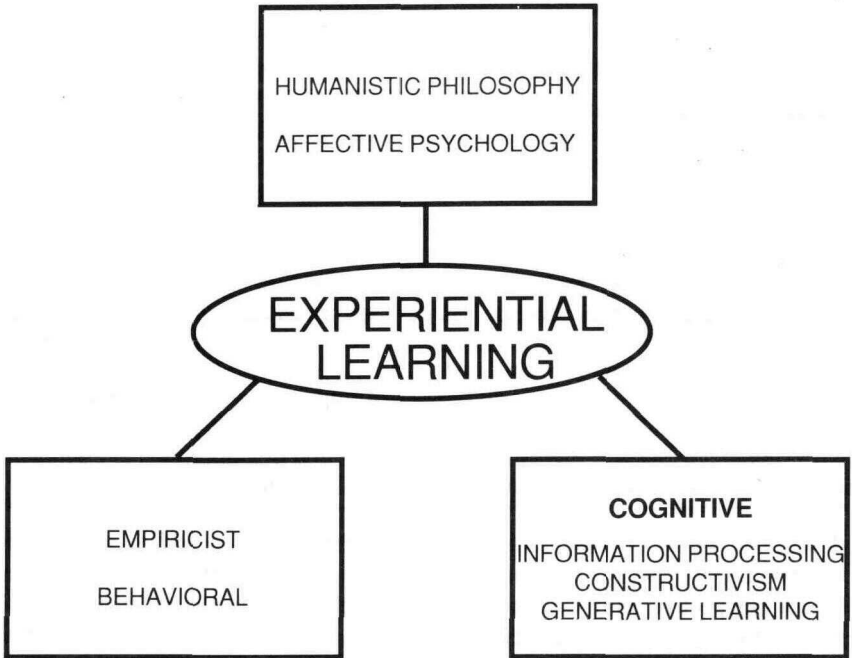 HUMANISTIC PHILOSOPHY
AFFECTIVE PSYCHOLOGY
EXPERIENTIAL
LEARNING
EMPIRICIST
BEHAVIORAL
COGNITIVE
INFORMATION PROCESSING
CONSTRUCTIVISM
GENERATIVE LEARNING